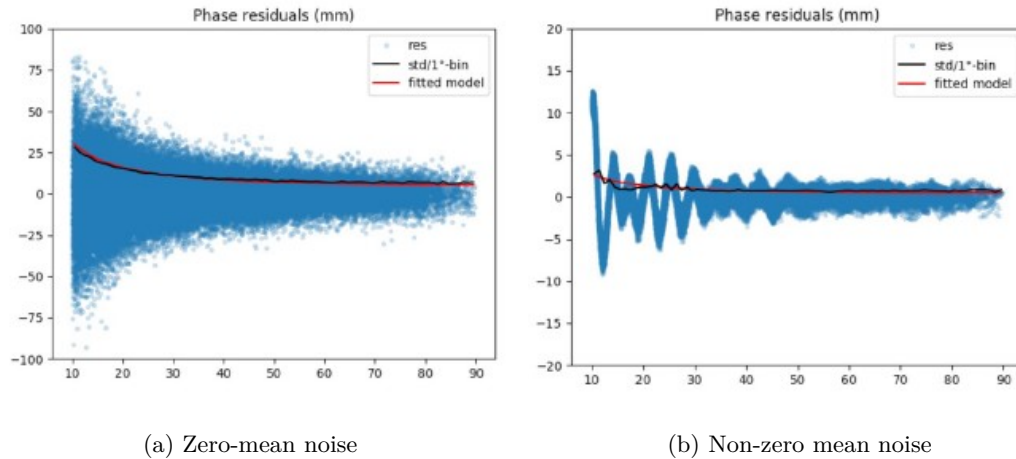 Phase residuals (mm)
100
75
50
25
0
−25
−50
−75
−100
res
std/1°-bin
fitted model
10 20 30 40 50 60 70 80 90
(a) Zero-mean noise
Phase residuals (mm)
20
15
10
5
0
−5
−10
−15
−20
res
std/1°-bin
fitted model
10 20 30 40 50 60 70 80 90
(b) Non-zero mean noise